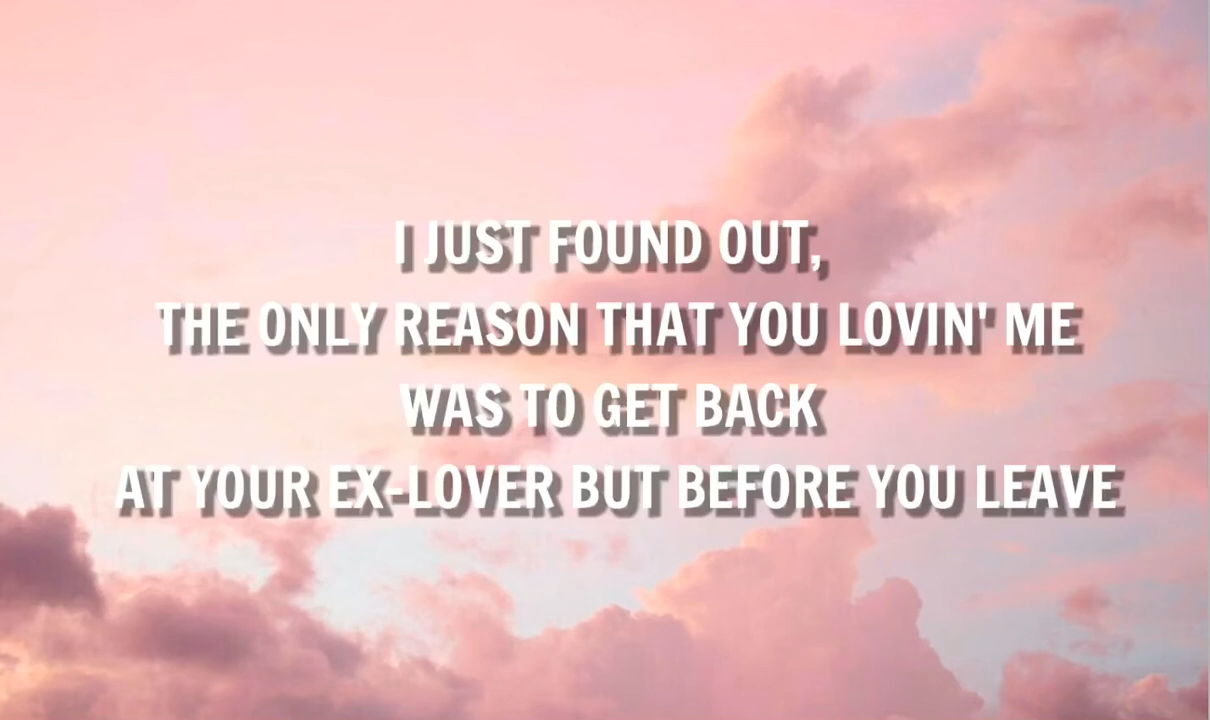 I JUST FOUND OUT,
THE ONLY REASON THAT YOU LOVIN' ME
WAS TO GET BACK
AT YOUR EX-LOVER BUT BEFORE YOU LEAVE